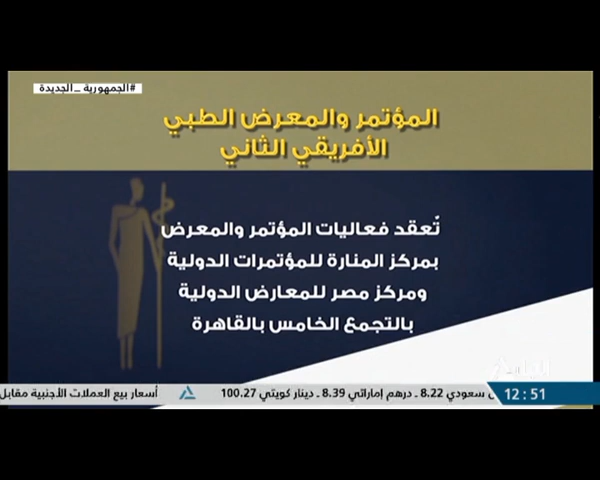 #الجمهورية_الجديدة
المؤتمر والمعرض الطبي
الأفريقي الثاني
تُعقد فعاليات المؤتمر والمعرض
بمركز المنارة للمؤتمرات الدولية
ومركز مصر للمعارض الدولية
بالتجمع الخامس بالقاهرة
سعودي 8.22 ـ درهم إماراتي 8.39 ـ دينار كويتي 100.27 أسعار بيع العملات الأجنبية مقابل
12:51